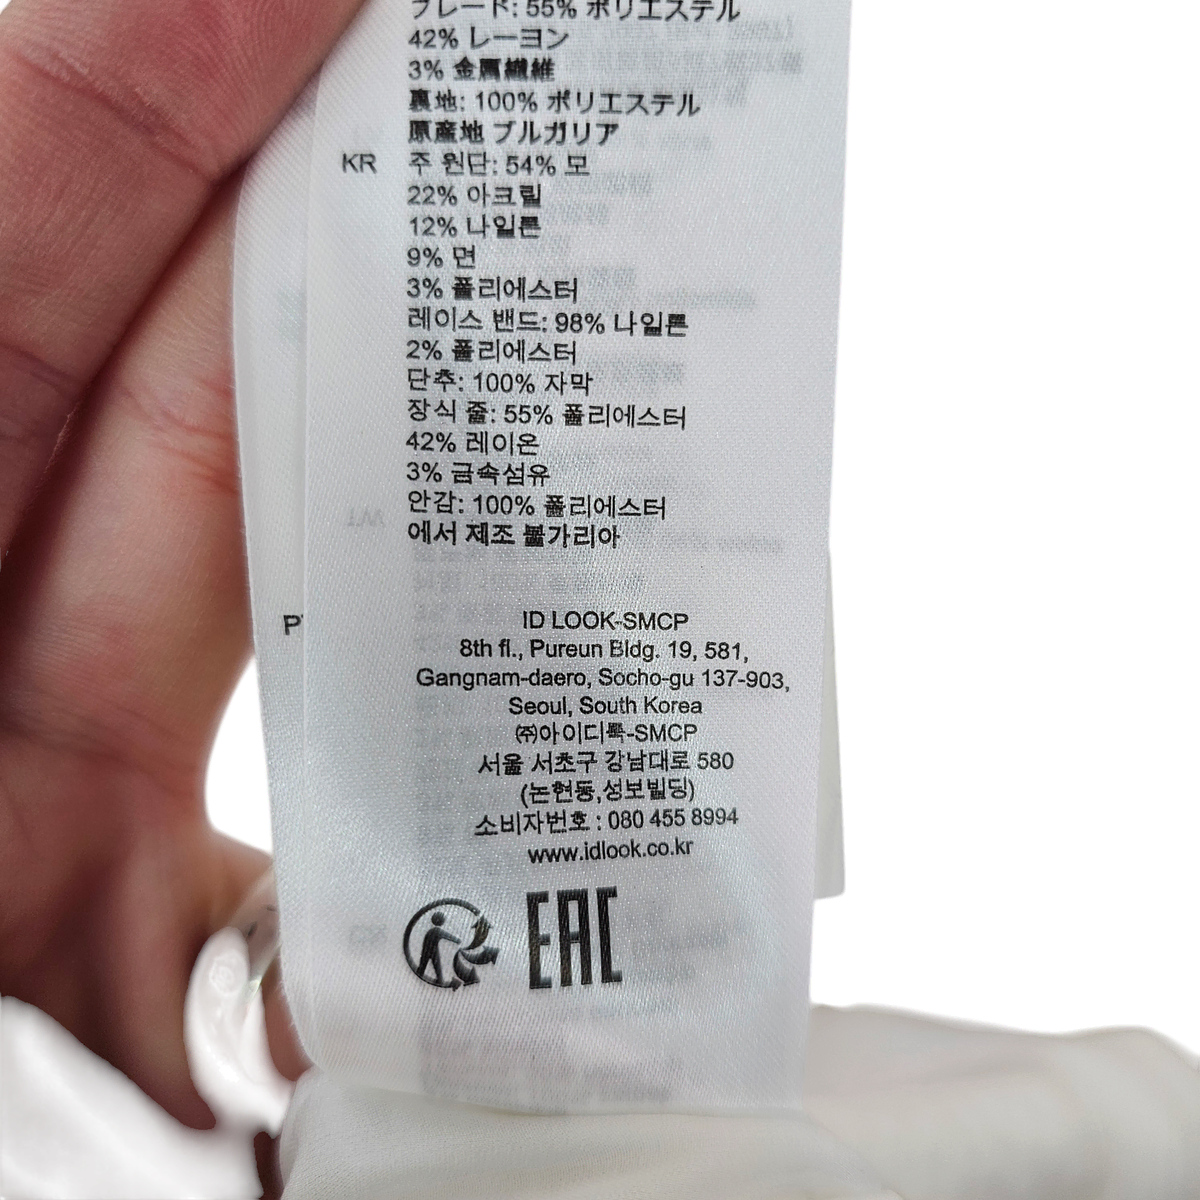 ブレード: 55% ポリエステル
42% レーヨン
3% 金属繊維
裏地: 100% ポリエステル
原産地 ブルガリア
KR 주 원단: 54% 모
22% 아크릴
12% 나일론
9% 면
3% 폴리에스터
레이스 밴드: 98% 나일론
2% 폴리에스터
단추: 100% 자막
장식 줄: 55% 폴리에스터
42% 레이온
3% 금속섬유
안감: 100% 폴리에스터
에서 제조 불가리아
ID LOOK-SMCP
8th fl., Pureun Bldg. 19, 581,
Gangnam-daero, Socho-gu 137-903,
Seoul, South Korea
㈜아이디룩-SMCP
서울 서초구 강남대로 580
(논현동,성보빌딩)
소비자번호 : 080 455 8994
www.idlook.co.kr
EAC